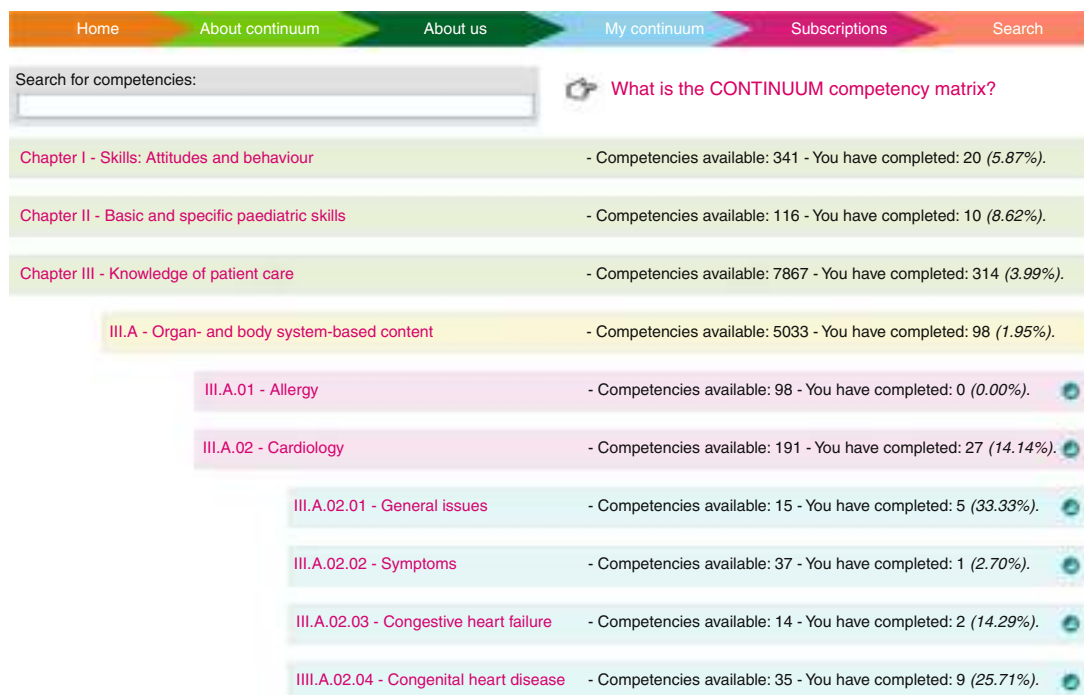 Home About continuum About us My continuum Subscriptions Search
Search for competencies:
What is the CONTINUUM competency matrix?
Chapter I - Skills: Attitudes and behaviour - Competencies available: 341 - You have completed: 20 (5.87%).
Chapter II - Basic and specific paediatric skills - Competencies available: 116 - You have completed: 10 (8.62%).
Chapter III - Knowledge of patient care - Competencies available: 7867 - You have completed: 314 (3.99%).
III.A - Organ- and body system-based content - Competencies available: 5033 - You have completed: 98 (1.95%).
III.A.01 - Allergy - Competencies available: 98 - You have completed: 0 (0.00%).
III.A.02 - Cardiology - Competencies available: 191 - You have completed: 27 (14.14%).
III.A.02.01 - General issues - Competencies available: 15 - You have completed: 5 (33.33%).
III.A.02.02 - Symptoms - Competencies available: 37 - You have completed: 1 (2.70%).
III.A.02.03 - Congestive heart failure - Competencies available: 14 - You have completed: 2 (14.29%).
IIII.A.02.04 - Congenital heart disease - Competencies available: 35 - You have completed: 9 (25.71%).